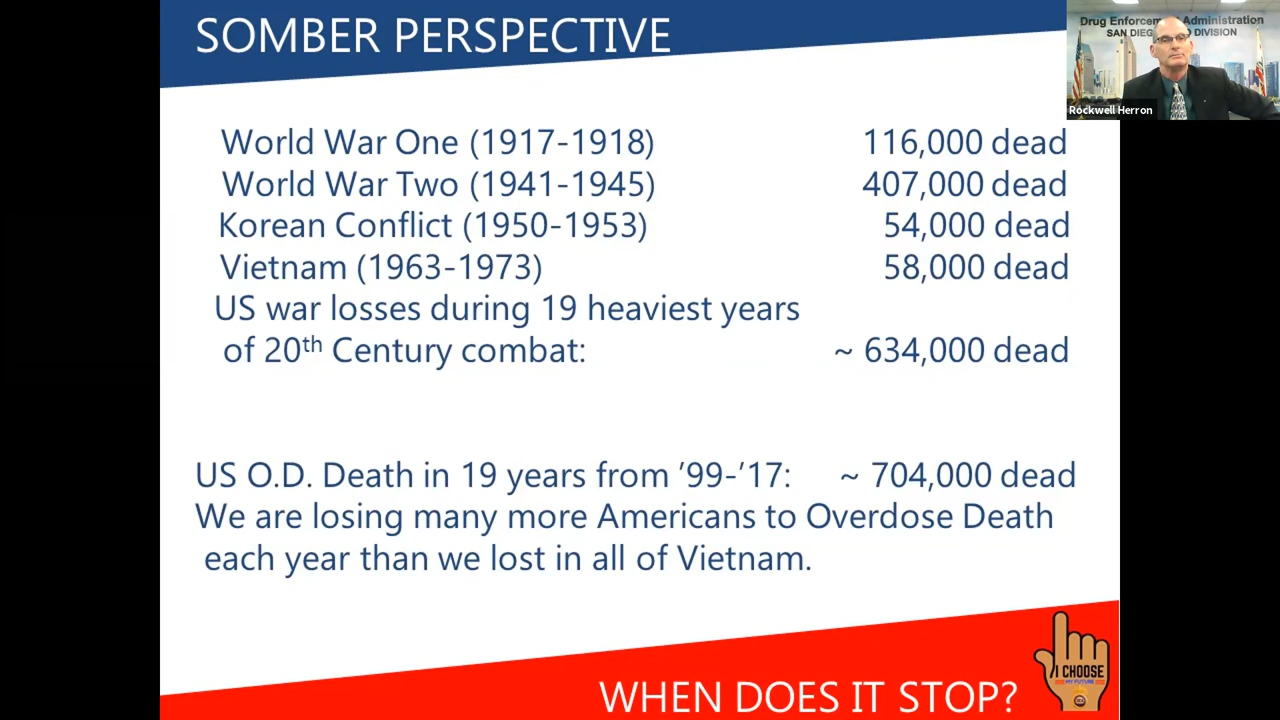 SOMBER PERSPECTIVE
Drug Enforcement Administration
SAN DIEGO DIVISION
Rockwell Herron
World War One (1917-1918) 116,000 dead
World War Two (1941-1945) 407,000 dead
Korean Conflict (1950-1953) 54,000 dead
Vietnam (1963-1973) 58,000 dead
US war losses during 19 heaviest years
of 20th Century combat: ~ 634,000 dead
US O.D. Death in 19 years from ’99-’17: ~ 704,000 dead
We are losing many more Americans to Overdose Death
each year than we lost in all of Vietnam.
I CHOOSE
MY FUTURE
WHEN DOES IT STOP?